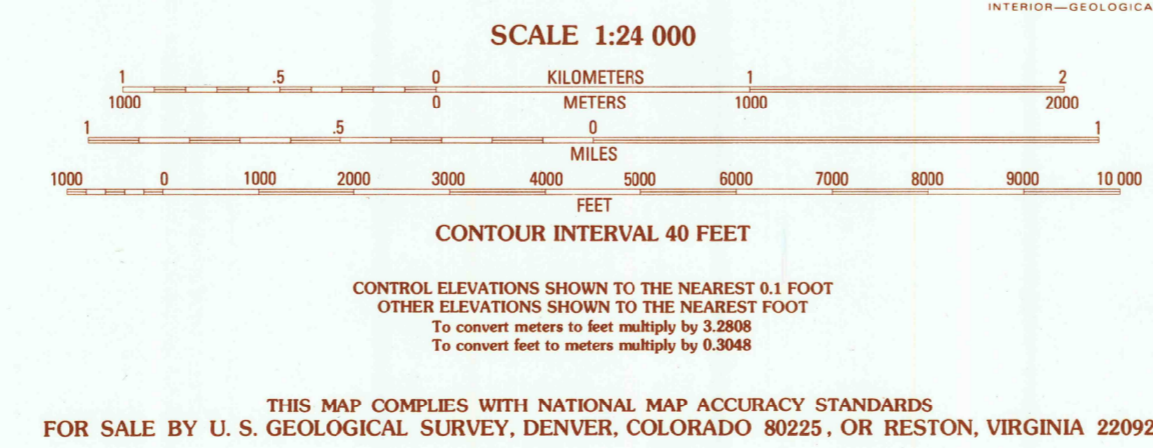 INTERIOR—GEOLOGICA
SCALE 1:24 000
1 .5 0 KILOMETERS 1 2
1000 0 METERS 1000 2000
1 .5 0 1
MILES
1000 0 1000 2000 3000 4000 5000 6000 7000 8000 9000 10 000
FEET
CONTOUR INTERVAL 40 FEET
CONTROL ELEVATIONS SHOWN TO THE NEAREST 0.1 FOOT
OTHER ELEVATIONS SHOWN TO THE NEAREST FOOT
To convert meters to feet multiply by 3.2808
To convert feet to meters multiply by 0.3048
THIS MAP COMPLIES WITH NATIONAL MAP ACCURACY STANDARDS
FOR SALE BY U. S. GEOLOGICAL SURVEY, DENVER, COLORADO 80225, OR RESTON, VIRGINIA 22092